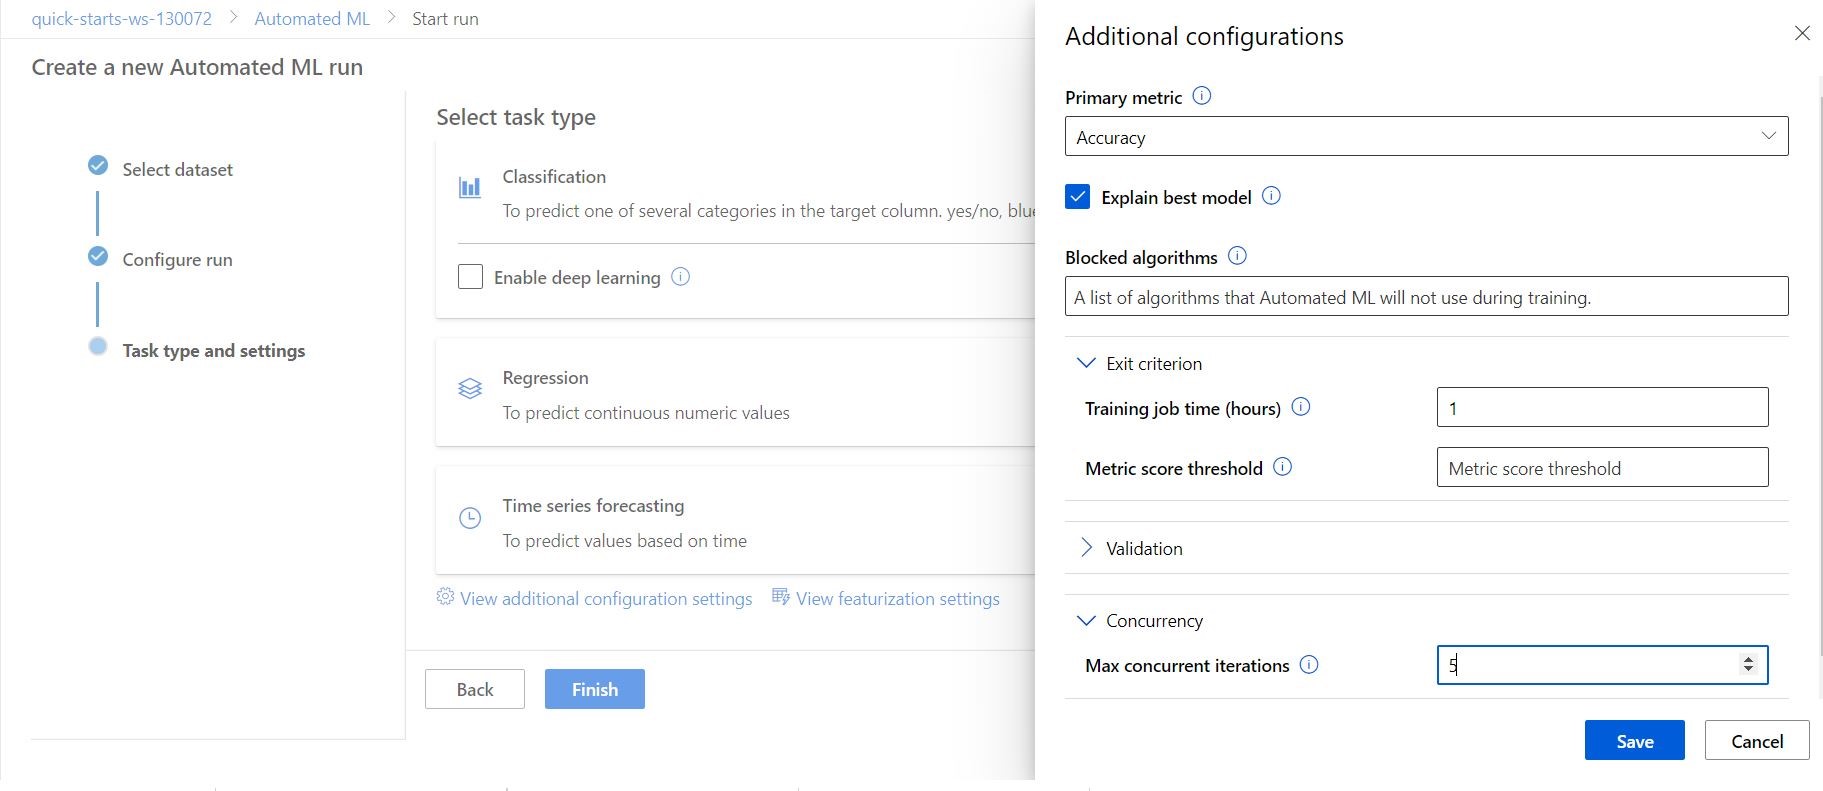 quick-starts-ws-130072 > Automated ML > Start run
Create a new Automated ML run
Select dataset
Configure run
Task type and settings
Select task type
Classification
To predict one of several categories in the target column. yes/no, blue
Enable deep learning
Regression
To predict continuous numeric values
Time series forecasting
To predict values based on time
View additional configuration settings
View featurization settings
Back
Finish
Additional configurations
Primary metric
Accuracy
Explain best model
Blocked algorithms
A list of algorithms that Automated ML will not use during training.
Exit criterion
Training job time (hours)
1
Metric score threshold
Metric score threshold
Validation
Concurrency
Max concurrent iterations
5
Save
Cancel